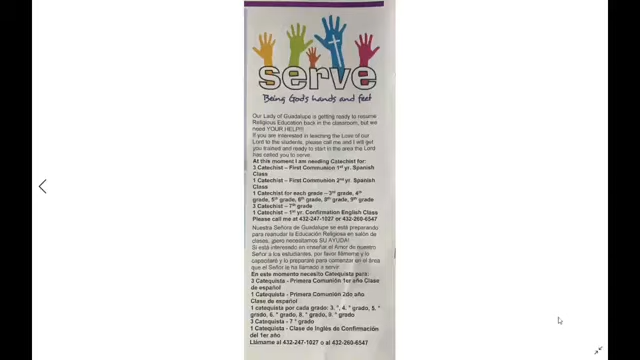 serve
Being God's hands and feet
Our Lady of Guadalupe is getting ready to resume
Religious Education back in the classroom, but we
need YOUR HELP!!!
If you are interested in teaching the Love of our
Lord to the students, please call me and I will get
you trained and ready to start in the area the Lord
has called you to serve.
At this moment I am needing Catechist for:
3 Catechist – First Communion 1st yr. Spanish
Class
1 Catechist – First Communion 2nd yr. Spanish
Class
1 Catechist for each grade – 3rd grade, 4th
grade, 5th grade, 6th grade, 8th grade, 9th grade
3 Catechist – 7th grade
1 Catechist – 1st yr. Confirmation English Class
Please call me at 432-247-1027 or 432-260-6547
Nuestra Señora de Guadalupe se está preparando
para reanudar la Educación Religiosa en salón de
clases, ¡pero necesitamos SU AYUDA!
Si está interesado en enseñar el Amor de nuestro
Señor a los estudiantes, por favor llámeme y lo
capacitaré y lo prepararé para comenzar en el área
que el Señor le ha llamado a servir
En este momento necesito Catequista para:
3 Catequista - Primera Comunión 1er año Clase
de español
1 Catequista - Primera Comunión 2do año
Clase de español
1 catequista por cada grado: 3. °, 4. ° grado, 5. °
grado, 6. ° grado, 8. ° grado, 9. ° grado
3 Catequista - 7 ° grado
1 Catequista - Clase de Inglés de Confirmación
del 1er año
Llámame al 432-247-1027 o al 432-260-6547